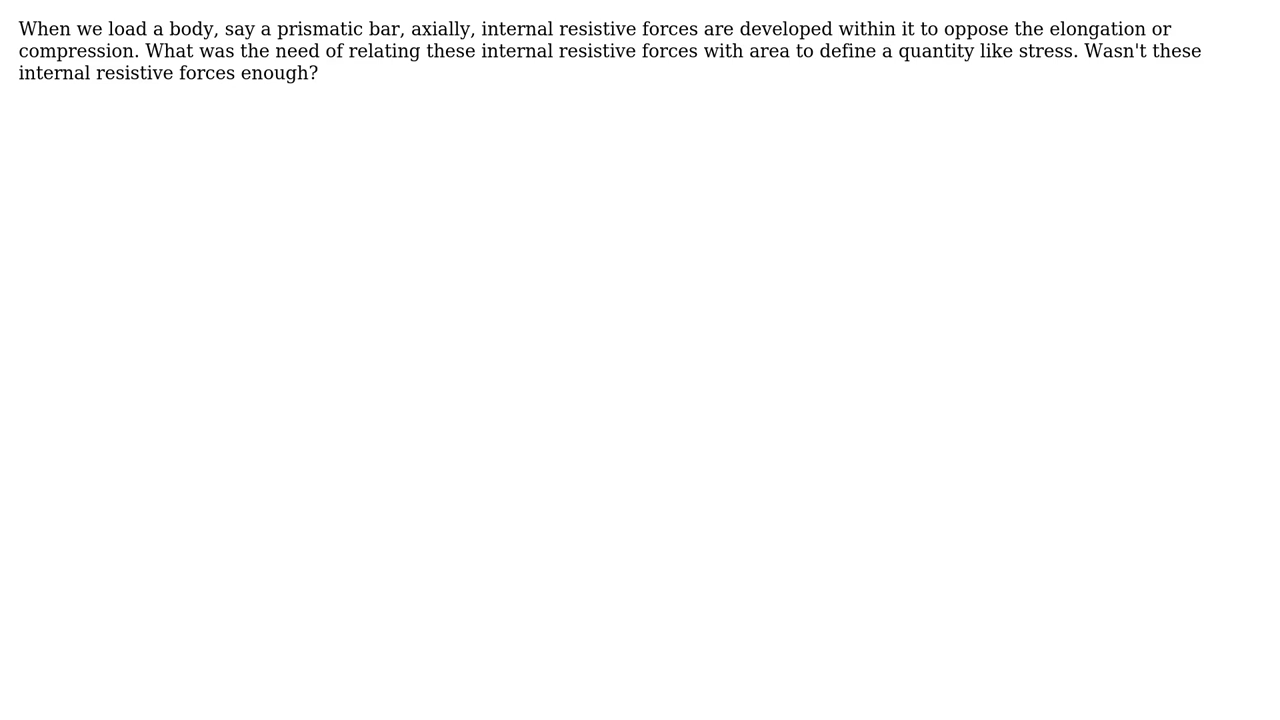 When we load a body, say a prismatic bar, axially, internal resistive forces are developed within it to oppose the elongation or
compression. What was the need of relating these internal resistive forces with area to define a quantity like stress. Wasn't these
internal resistive forces enough?